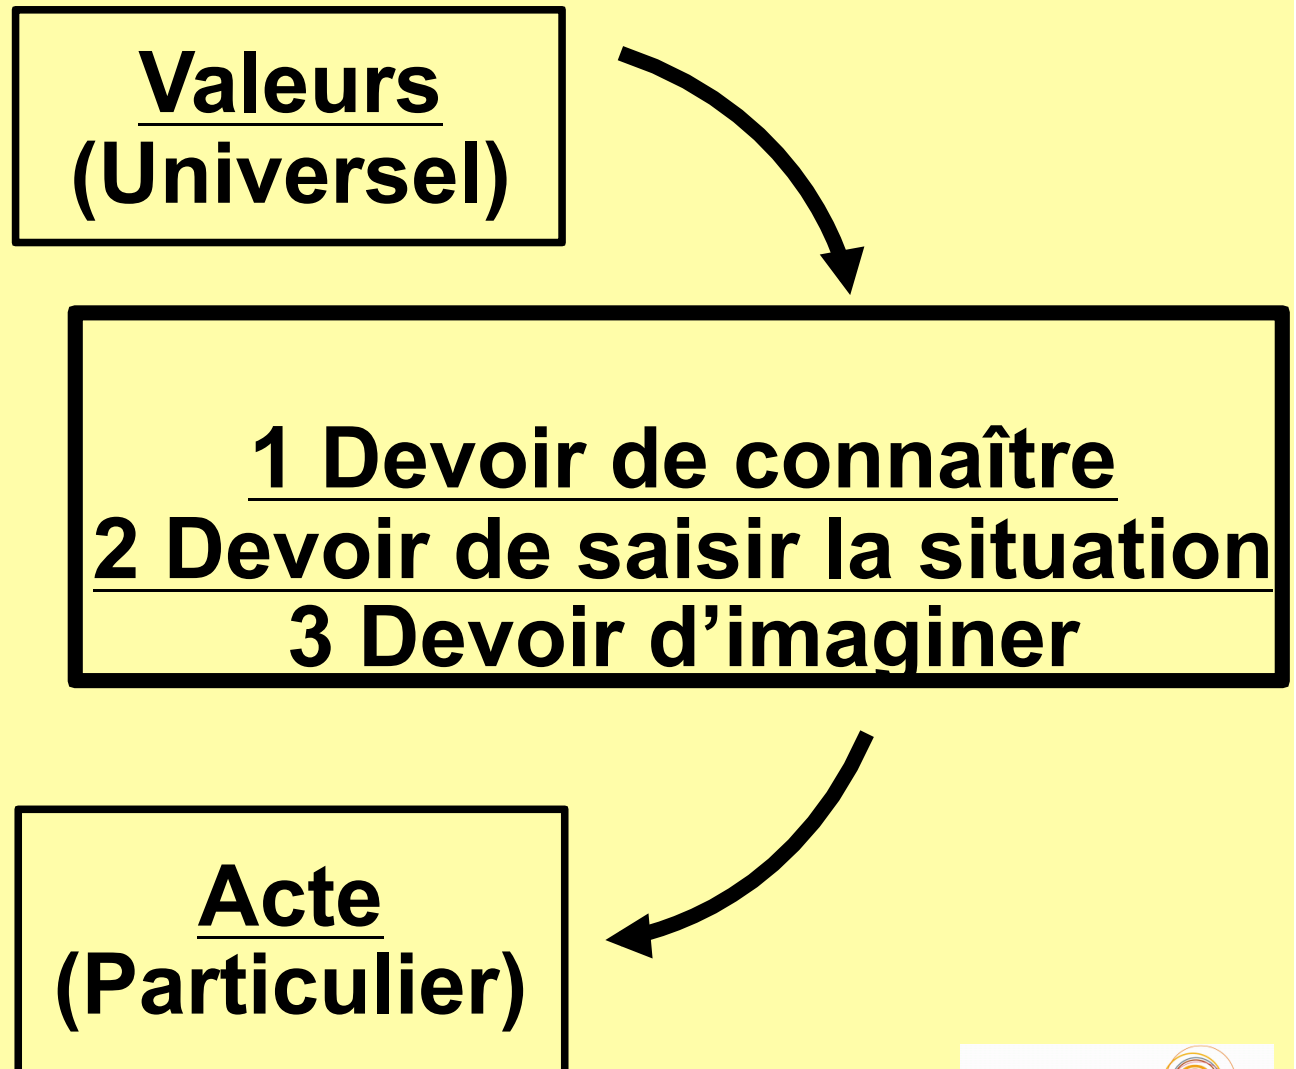 Valeurs
(Universel)
1 Devoir de connaître
2 Devoir de saisir la situation
3 Devoir d’imaginer
Acte
(Particulier)